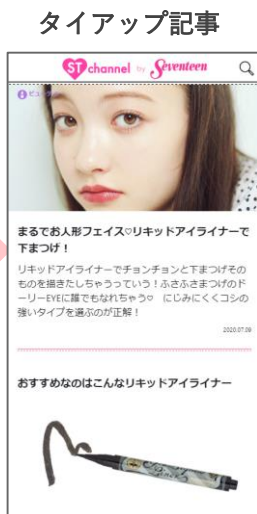 タイアップ記事
ST channel by Seventeen
まるでお人形フェイス♡リキッドアイライナーで
下まつげ！
リキッドアイライナーでチョンチョンと下まつげその
ものを描きたしちゃうっていう！ふさふさまつげのド
ーリーEYEに誰でもなれちゃう♡ にじみにくくコシの
強いタイプを選ぶのが正解！
2020.07.09
おすすめなのはこんなリキッドアイライナー